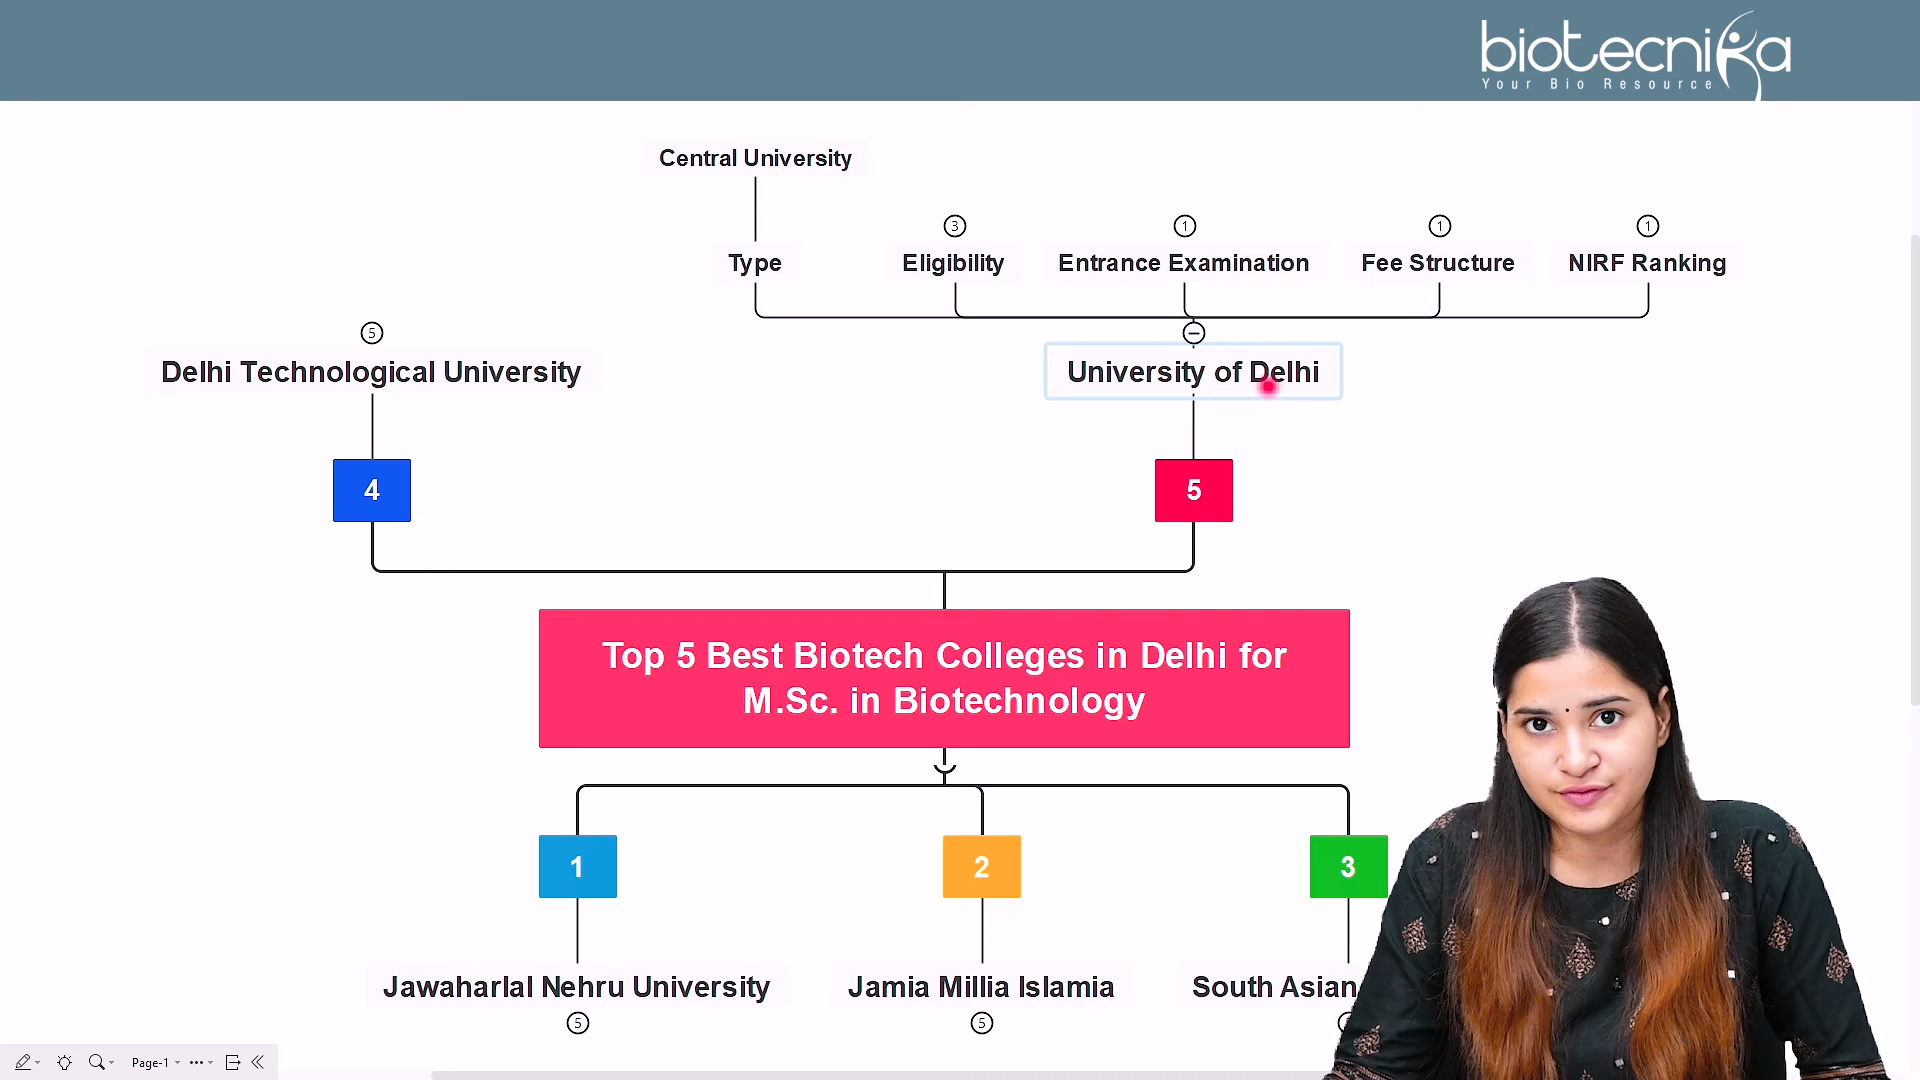 biotecnika
Your Bio Resource
Central University
3
1
1
1
Type
Eligibility
Entrance Examination
Fee Structure
NIRF Ranking
5
Delhi Technological University
University of Delhi
4
5
Top 5 Best Biotech Colleges in Delhi for
M.Sc. in Biotechnology
1
2
3
Jawaharlal Nehru University
Jamia Millia Islamia
South Asian
5
5
Page-1